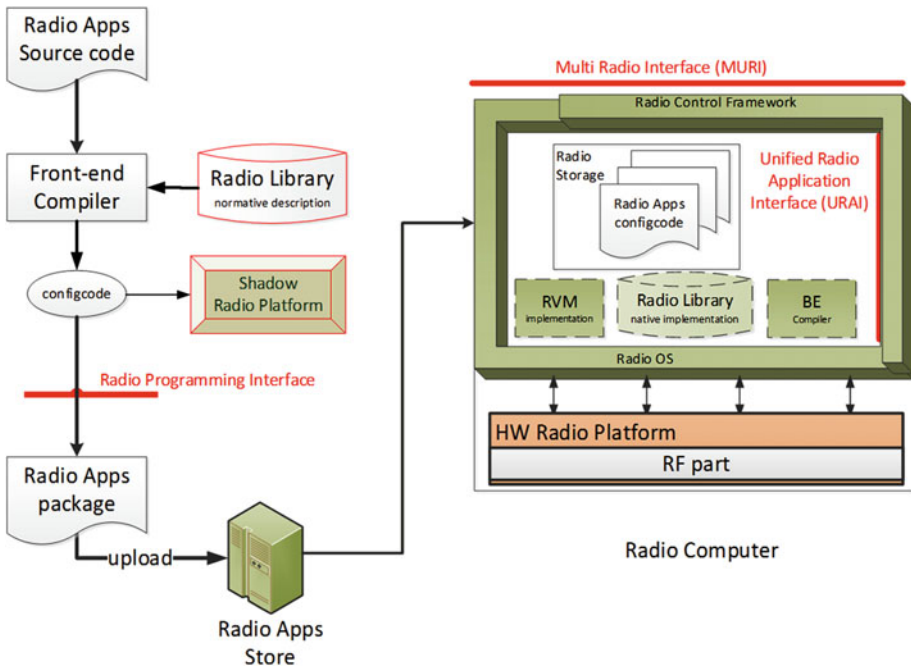 Radio Apps
Source code
Front-end
Compiler
Radio Library
normative description
configcode
Shadow
Radio Platform
Radio Programming Interface
Radio Apps
package
upload
Radio Apps
Store
Multi Radio Interface (MURI)
Radio Control Framework
Radio
Storage
Radio Apps
configcode
Unified Radio
Application
Interface (URAI)
RVM
implementation
Radio Library
native implementation
BE
Compiler
Radio OS
HW Radio Platform
RF part
Radio Computer